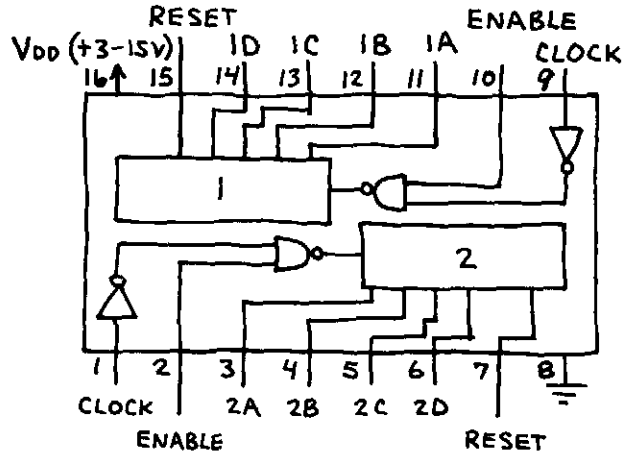 RESET ENABLE
VDD (+3-15V) 1D 1C 1B 1A CLOCK
16 15 14 13 12 11 10 9
1
2
1 2 3 4 5 6 7 8
CLOCK 2A 2B 2C 2D
ENABLE RESET